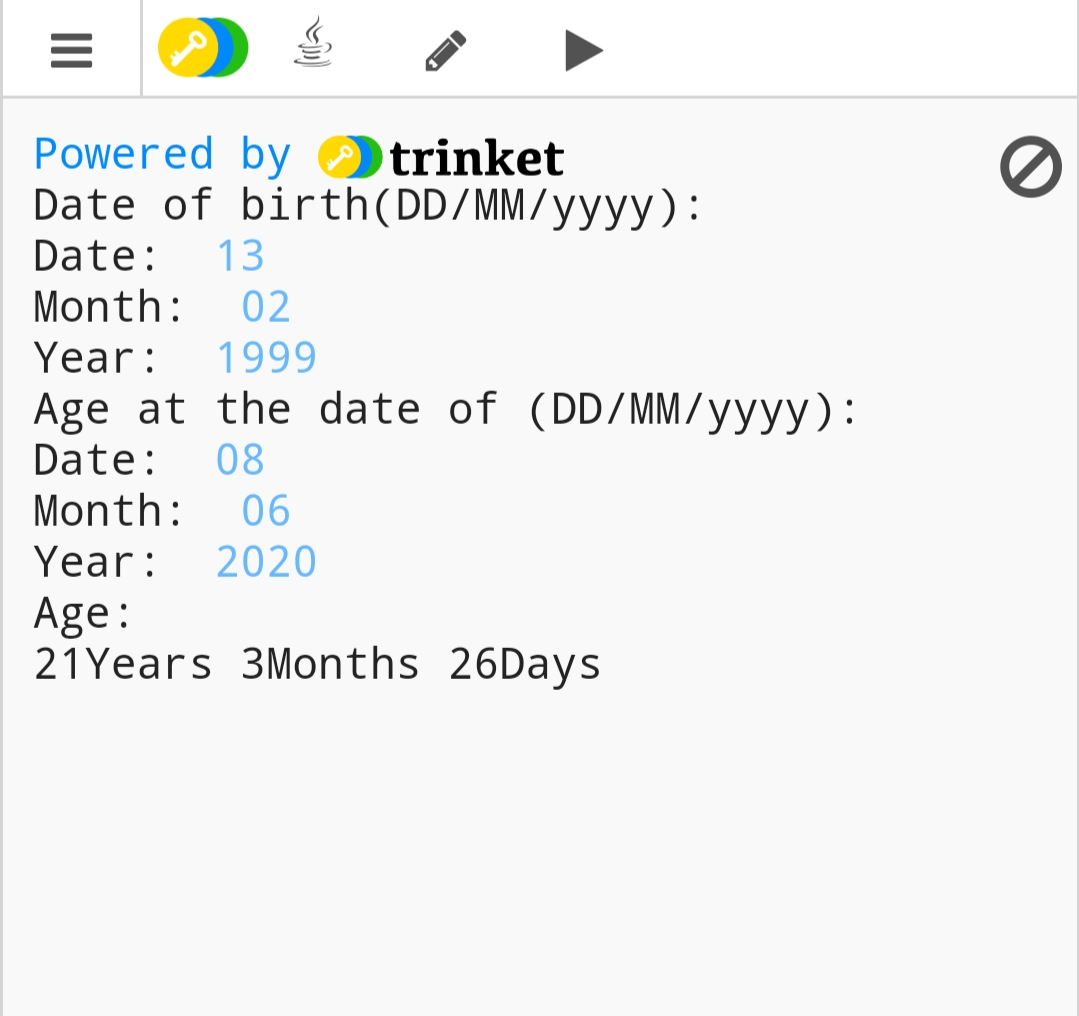 Powered by trinket
Date of birth(DD/MM/yyyy):
Date: 13
Month: 02
Year: 1999
Age at the date of (DD/MM/yyyy):
Date: 08
Month: 06
Year: 2020
Age:
21Years 3Months 26Days